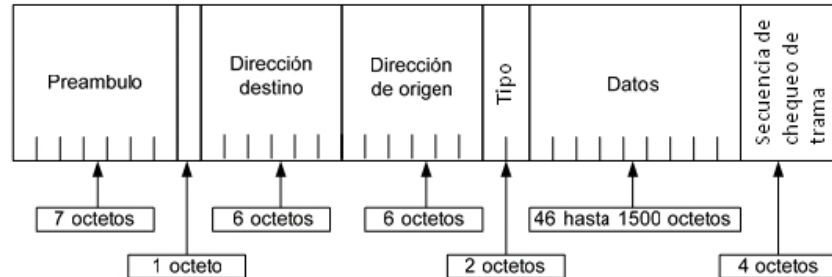 Preambulo
Dirección
destino
Dirección
de origen
Tipo
Datos
Secuencia de
chequeo de
trama
7 octetos
6 octetos
6 octetos
46 hasta 1500 octetos
1 octeto
2 octetos
4 octetos